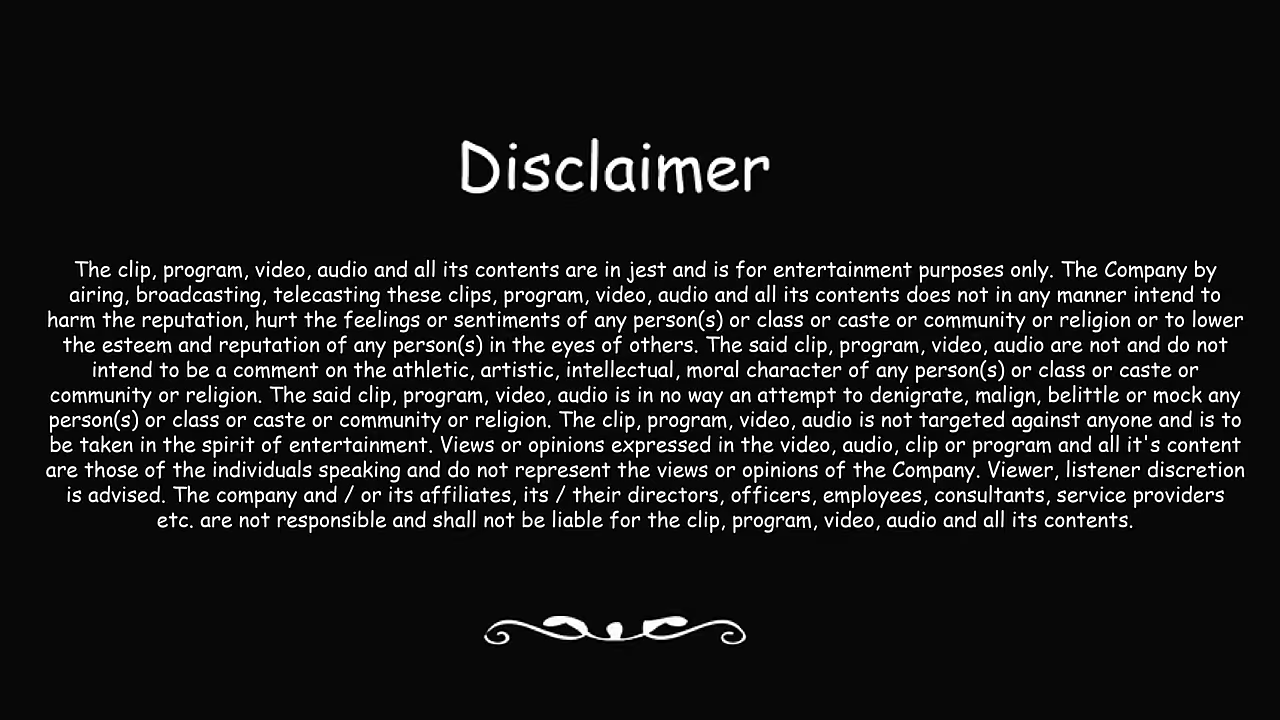 Disclaimer
The clip, program, video, audio and all its contents are in jest and is for entertainment purposes only. The Company by
airing, broadcasting, telecasting these clips, program, video, audio and all its contents does not in any manner intend to
harm the reputation, hurt the feelings or sentiments of any person(s) or class or caste or community or religion or to lower
the esteem and reputation of any person(s) in the eyes of others. The said clip, program, video, audio are not and do not
intend to be a comment on the athletic, artistic, intellectual, moral character of any person(s) or class or caste or
community or religion. The said clip, program, video, audio is in no way an attempt to denigrate, malign, belittle or mock any
person(s) or class or caste or community or religion. The clip, program, video, audio is not targeted against anyone and is to
be taken in the spirit of entertainment. Views or opinions expressed in the video, audio, clip or program and all it's content
are those of the individuals speaking and do not represent the views or opinions of the Company. Viewer, listener discretion
is advised. The company and / or its affiliates, its / their directors, officers, employees, consultants, service providers
etc. are not responsible and shall not be liable for the clip, program, video, audio and all its contents.